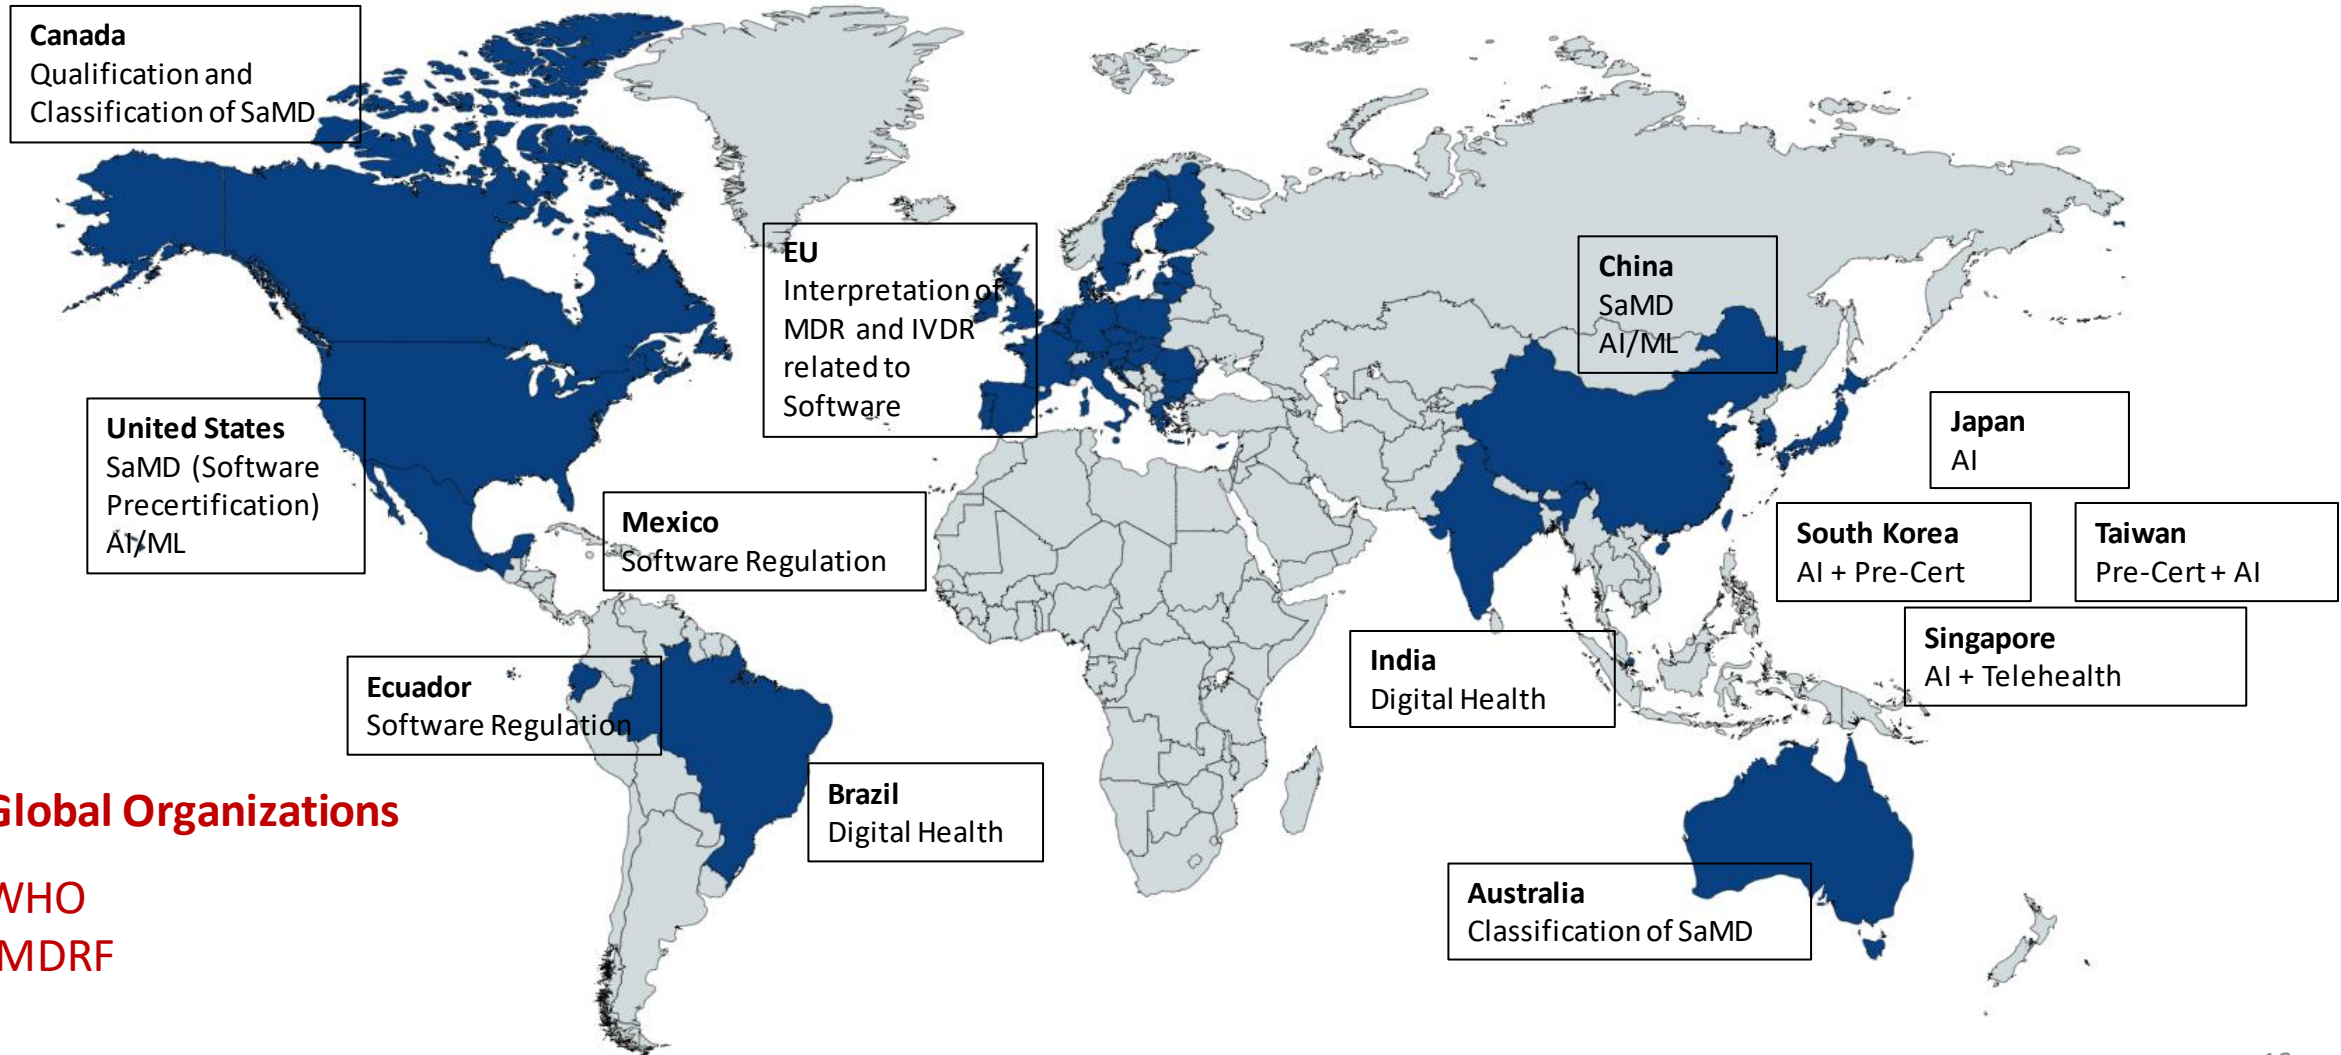 Canada
Qualification and
Classification of SaMD
EU
Interpretation of
MDR and IVDR
related to
Software
China
SaMD
AI/ML
United States
SaMD (Software
Precertification)
AI/ML
Japan
AI
Mexico
Software Regulation
South Korea
AI + Pre-Cert
Taiwan
Pre-Cert + AI
Singapore
AI + Telehealth
India
Digital Health
Ecuador
Software Regulation
Brazil
Digital Health
Global Organizations
WHO
MDRF
Australia
Classification of SaMD